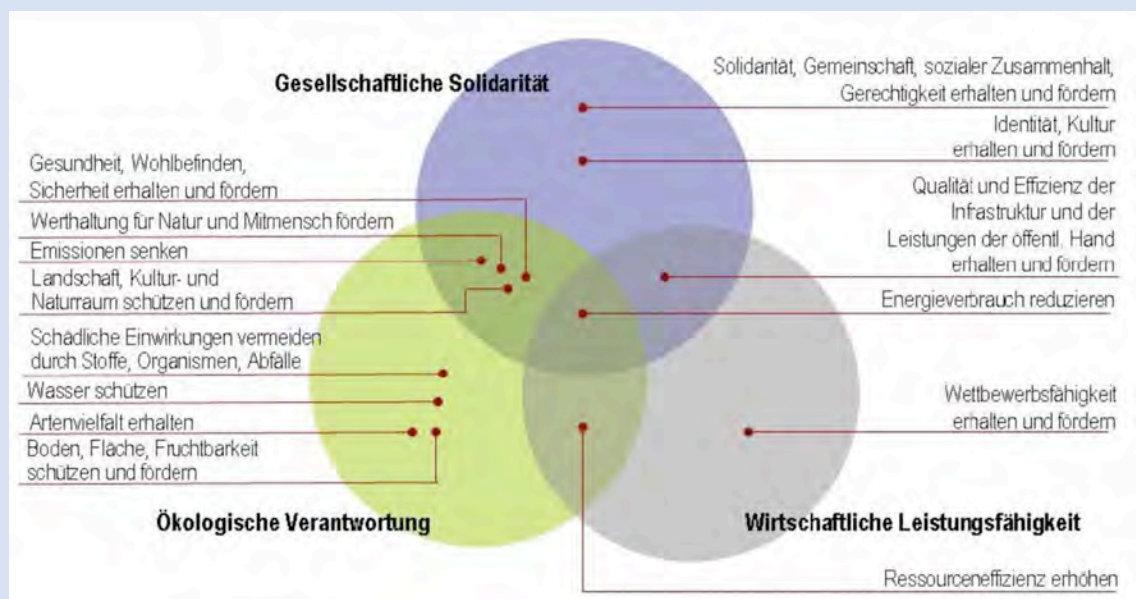 Gesellschaftliche Solidarität
Solidarität, Gemeinschaft, sozialer Zusammenhalt,
Gerechtigkeit erhalten und fördern
Identität, Kultur
erhalten und fördern
Qualität und Effizienz der
Infrastruktur und der
Leistungen der öffentl. Hand
erhalten und fördern
Energieverbrauch reduzieren
Gesundheit, Wohlbefinden,
Sicherheit erhalten und fördern
Werthaltung für Natur und Mitmensch fördern
Emissionen senken
Landschaft, Kultur- und
Naturraum schützen und fördern
Schädliche Einwirkungen vermeiden
durch Stoffe, Organismen, Abfälle
Wasser schützen
Artenvielfalt erhalten
Boden, Fläche, Fruchtbarkeit
schützen und fördern
Wettbewerbsfähigkeit
erhalten und fördern
Ökologische Verantwortung
Wirtschaftliche Leistungsfähigkeit
Ressourceneffizienz erhöhen